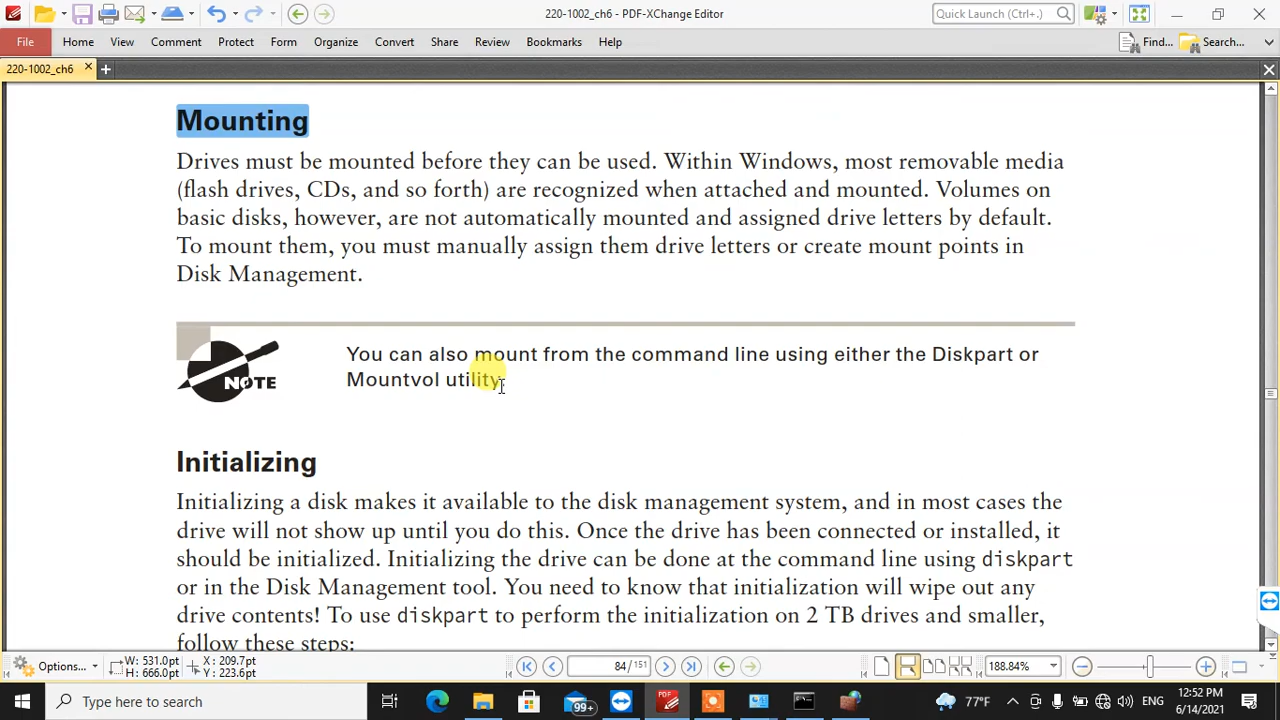 220-1002_ch6 - PDF-XChange Editor
Quick Launch (Ctrl+.)
File Home View Comment Protect Form Organize Convert Share Review Bookmarks Help
Find... Search...
220-1002_ch6
Mounting
Drives must be mounted before they can be used. Within Windows, most removable media
(flash drives, CDs, and so forth) are recognized when attached and mounted. Volumes on
basic disks, however, are not automatically mounted and assigned drive letters by default.
To mount them, you must manually assign them drive letters or create mount points in
Disk Management.
NOTE
You can also mount from the command line using either the Diskpart or
Mountvol utility.
Initializing
Initializing a disk makes it available to the disk management system, and in most cases the
drive will not show up until you do this. Once the drive has been connected or installed, it
should be initialized. Initializing the drive can be done at the command line using diskpart
or in the Disk Management tool. You need to know that initialization will wipe out any
drive contents! To use diskpart to perform the initialization on 2 TB drives and smaller,
follow these steps:
Options...
W: 531.0pt
H: 666.0pt
X: 209.7pt
Y: 223.6pt
84 / 151
188.84%
Type here to search
99+
PDF
77°F
ENG
12:52 PM
6/14/2021